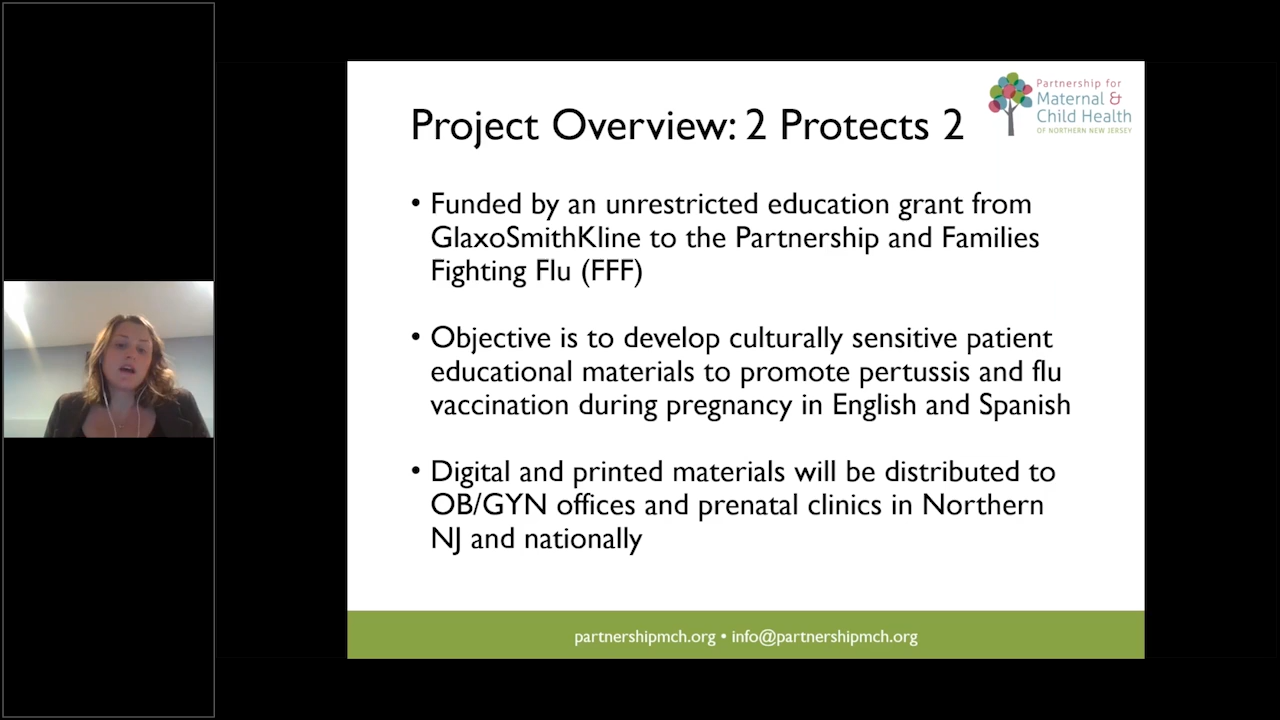 Partnership for
Maternal &
Child Health
OF NORTHERN NEW JERSEY
Project Overview: 2 Protects 2
• Funded by an unrestricted education grant from
GlaxoSmithKline to the Partnership and Families
Fighting Flu (FFF)
• Objective is to develop culturally sensitive patient
educational materials to promote pertussis and flu
vaccination during pregnancy in English and Spanish
• Digital and printed materials will be distributed to
OB/GYN offices and prenatal clinics in Northern
NJ and nationally
partnershipmch.org • info@partnershipmch.org